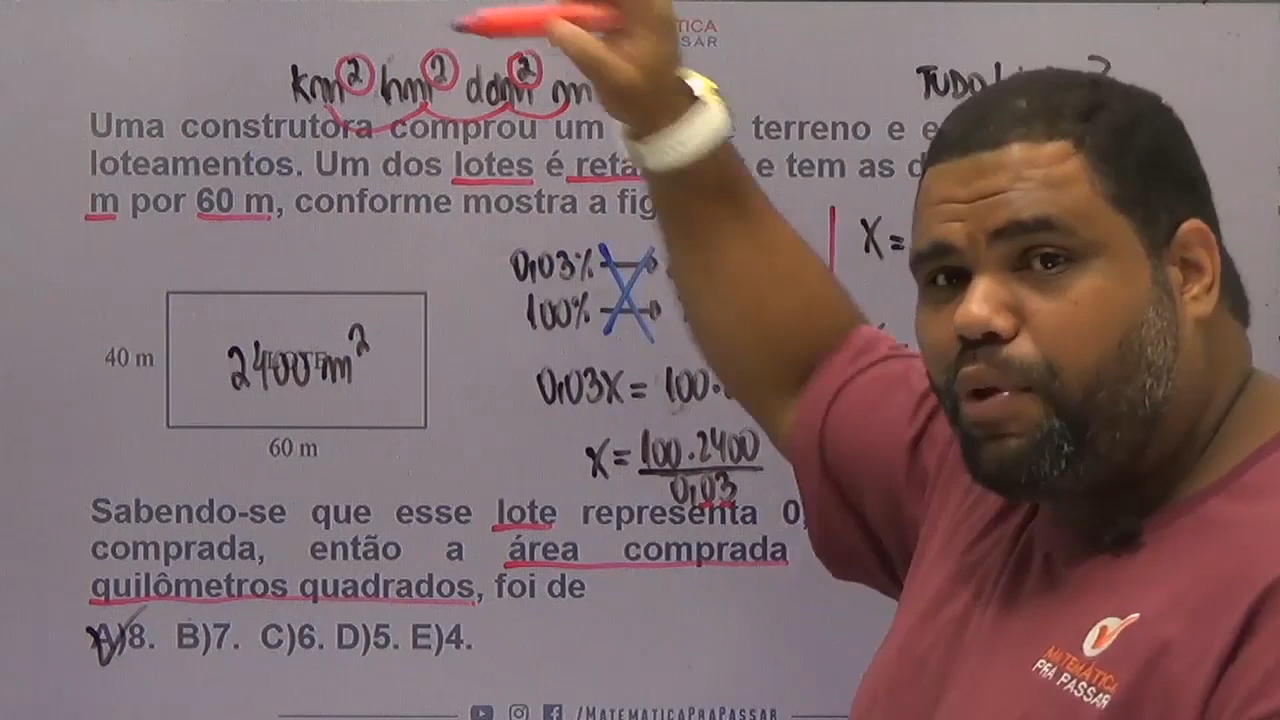 TICA
SAR
km² hm² dam² m
TUDO
Uma construtora comprou um terreno e
loteamentos. Um dos lotes é e tem as
m por 60 m, conforme mostra a
0,03%
100%
X=
40 m
2400 m²
0,03X = 100.
60 m
X = 100.2400
0,03
Sabendo-se que esse lote representa 0,
comprada, então a área comprada
quilômetros quadrados, foi de
A)8. B)7. C)6. D)5. E)4.
MATEMÁTICA
PRA PASSAR
/MATEMATICAPRAPASSAR